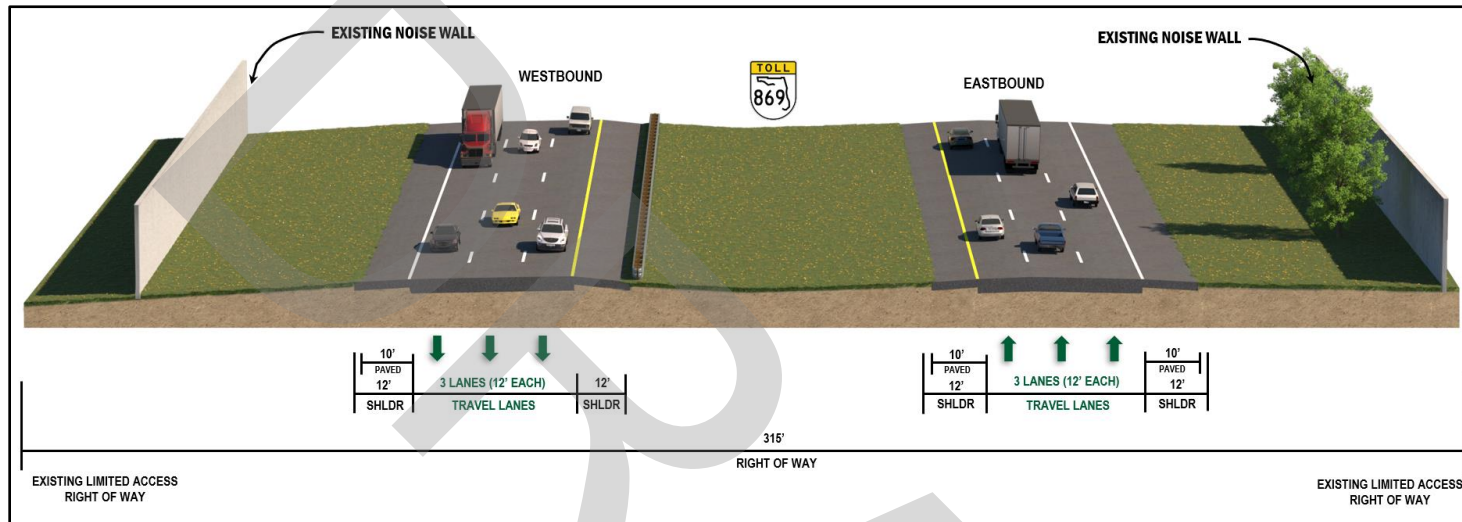 EXISTING NOISE WALL
WESTBOUND
TOLL
869
EASTBOUND
EXISTING NOISE WALL
10'
PAVED
12'
SHLDR
3 LANES (12' EACH)
TRAVEL LANES
12'
SHLDR
10'
PAVED
12'
SHLDR
3 LANES (12' EACH)
TRAVEL LANES
10'
PAVED
12'
SHLDR
315'
RIGHT OF WAY
EXISTING LIMITED ACCESS
RIGHT OF WAY
EXISTING LIMITED ACCESS
RIGHT OF WAY